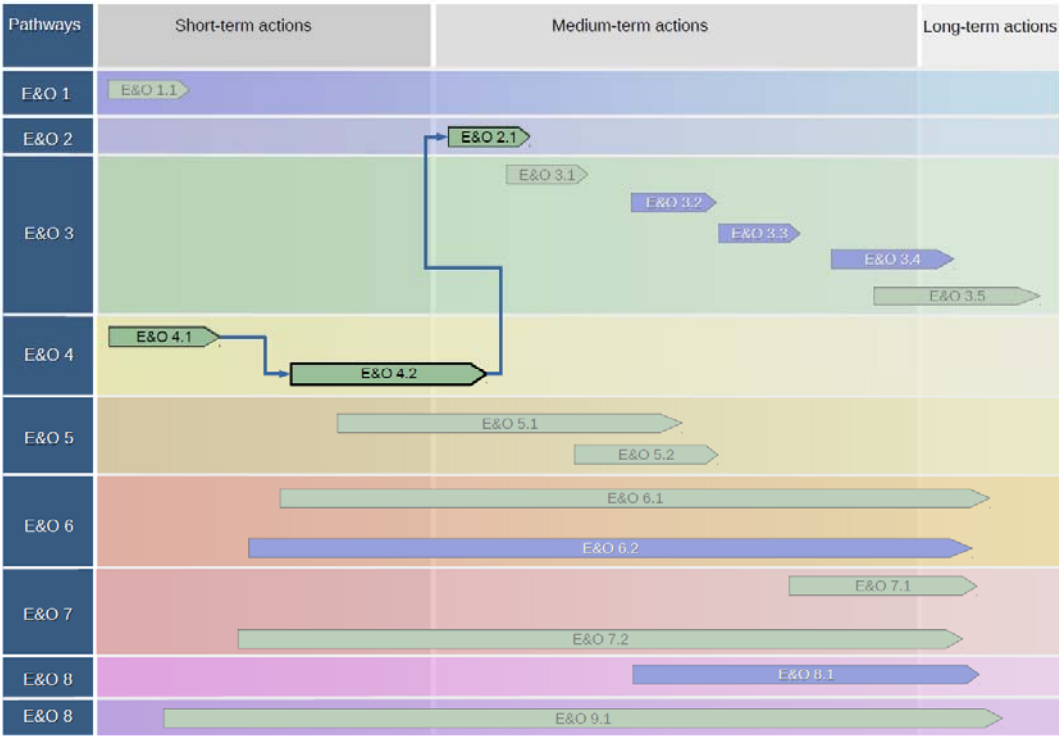 Pathways Short-term actions Medium-term actions Long-term actions
E&O 1 E&O 1.1
E&O 2 E&O 2.1
E&O 3
E&O 3.1
E&O 3.2
E&O 3.3
E&O 3.4
E&O 3.5
E&O 4
E&O 4.1
E&O 4.2
E&O 5
E&O 5.1
E&O 5.2
E&O 6
E&O 6.1
E&O 6.2
E&O 7
E&O 7.1
E&O 7.2
E&O 8 E&O 8.1
E&O 8 E&O 9.1